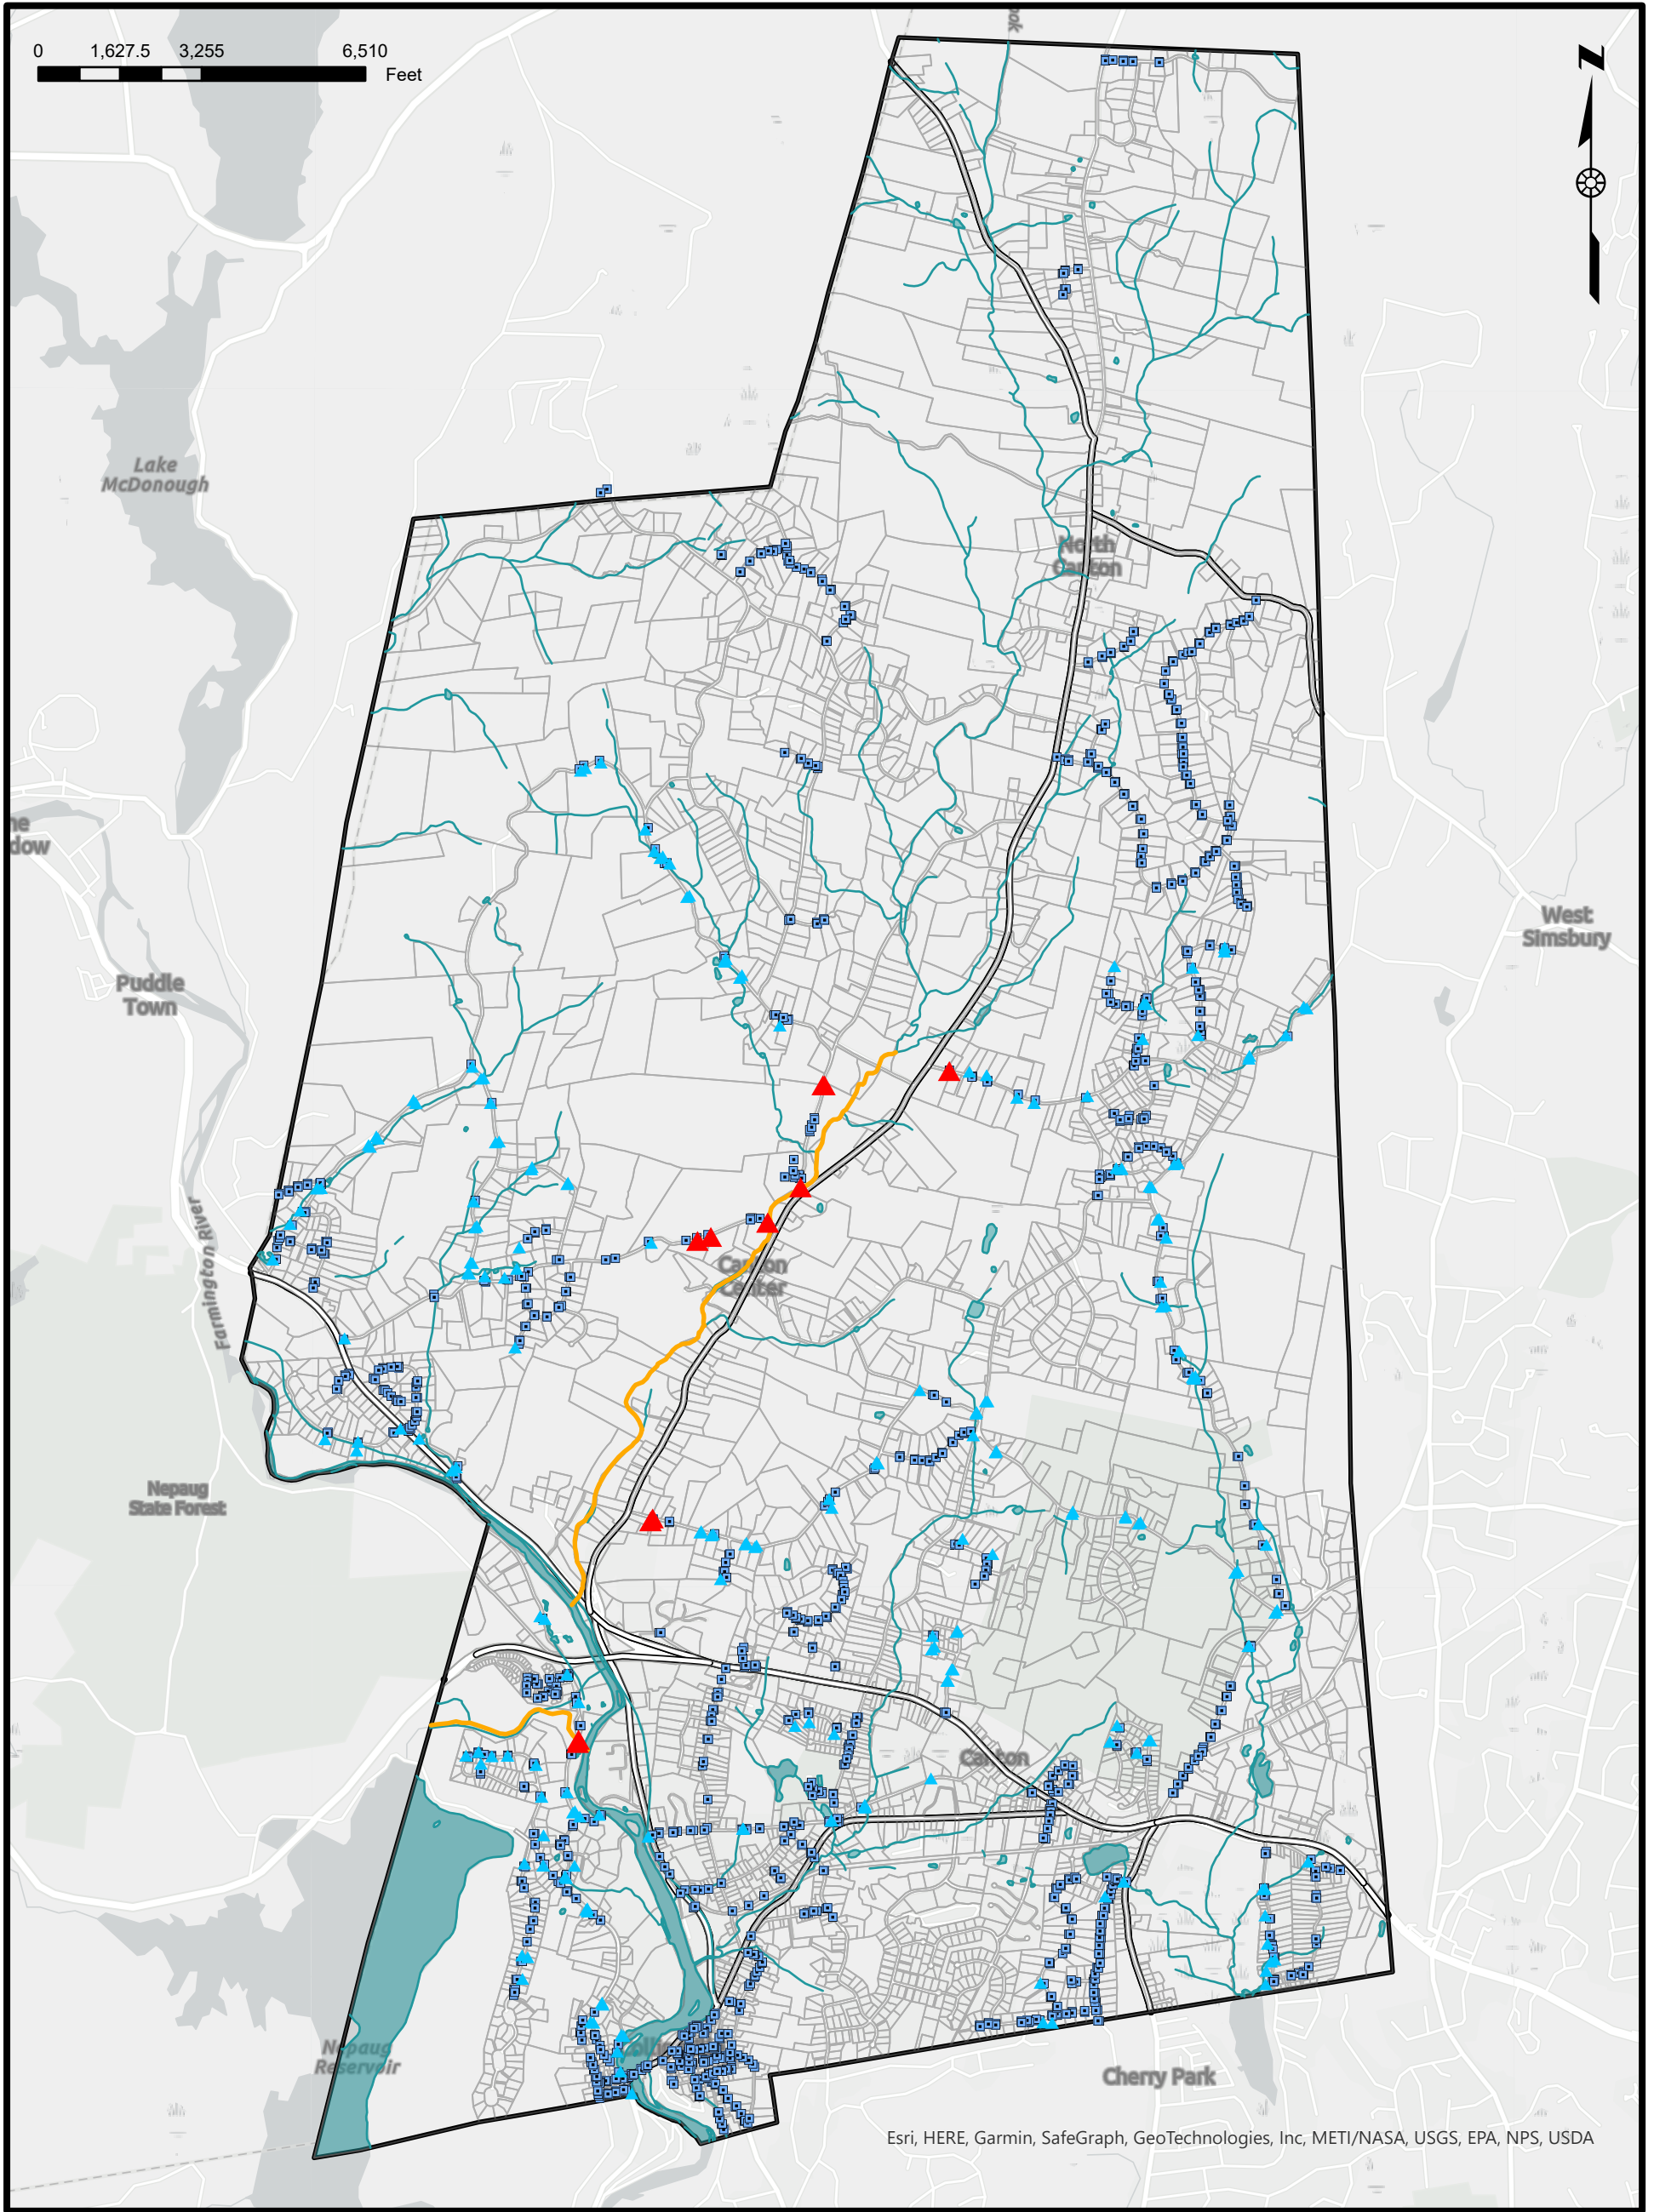 0 1,627.5 3,255 6,510
Feet
N
Lake
McDonough
North
Canton
West
Simsbury
Puddle
Town
Farmington River
Canton
Center
Nepaug
State Forest
Canton
Nepaug
Reservoir
Cherry Park
Esri, HERE, Garmin, SafeGraph, GeoTechnologies, Inc, METI/NASA, USGS, EPA, NPS, USDA